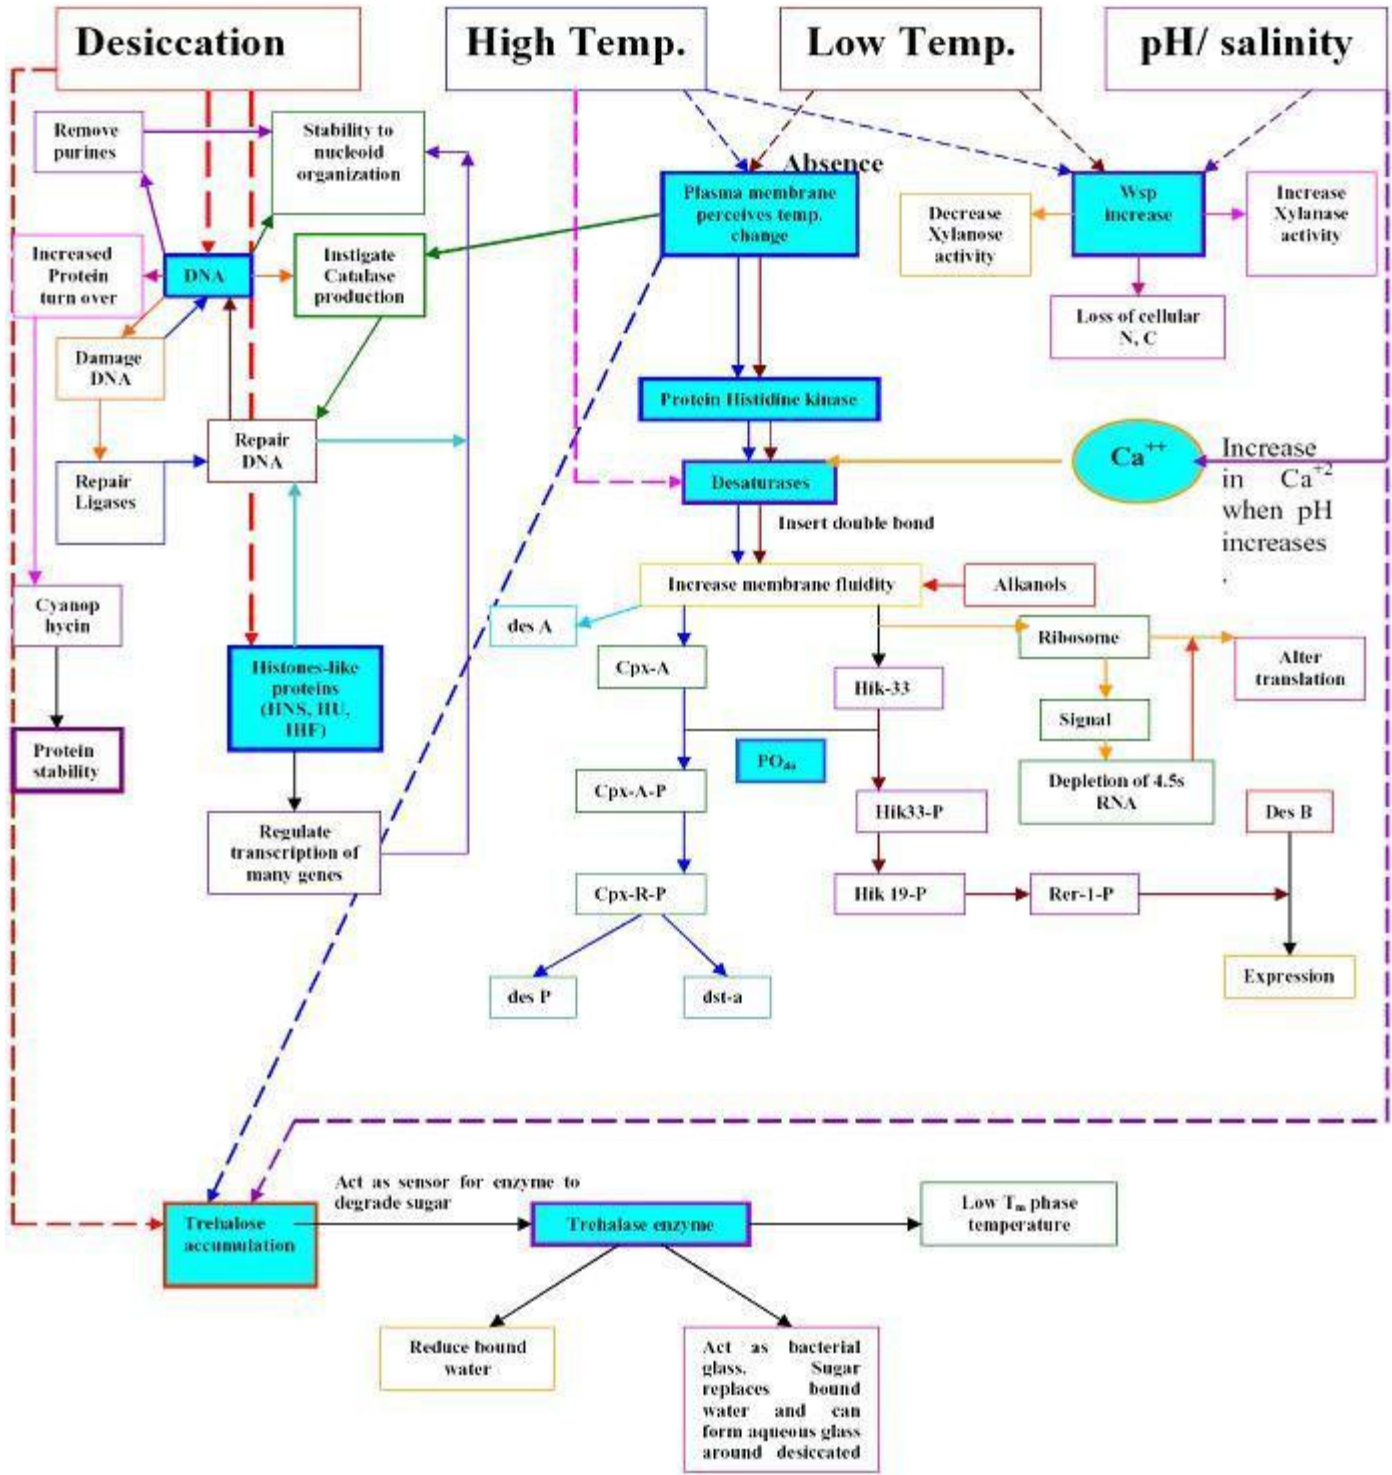 Desiccation
High Temp.
Low Temp.
pH/ salinity
Remove
purines
Stability to
nucleoid
organization
Absence
Plasma membrane
perceives temp.
change
Wsp
increase
Decrease
Xylanose
activity
Increase
Xylanase
activity
Increased
Protein
turn over
DNA
Instigate
Catalase
production
Loss of cellular
N, C
Damage
DNA
Protein Histidine kinase
Repair
DNA
Repair
Ligases
Desaturases
Ca++
Increase
in Ca+2
when pH
increases
.
Insert double bond
Increase membrane fluidity
Alkanols
Cyanop
hycin
des A
Ribosome
Histones-like
proteins
(HNS, HU,
IHF)
Cpx-A
Hik-33
Alter
translation
Signal
Protein
stability
PO4
Cpx-A-P
Depletion of 4.5s
RNA
Hik33-P
Des B
Regulate
transcription of
many genes
Cpx-R-P
Hik 19-P
Rer-1-P
des P
dst-a
Expression
Act as sensor for enzyme to
degrade sugar
Trehalose
accumulation
Trehalase enzyme
Low Tm phase
temperature
Reduce bound
water
Act as bacterial
glass. Sugar
replaces bound
water and can
form aqueous glass
around desiccated